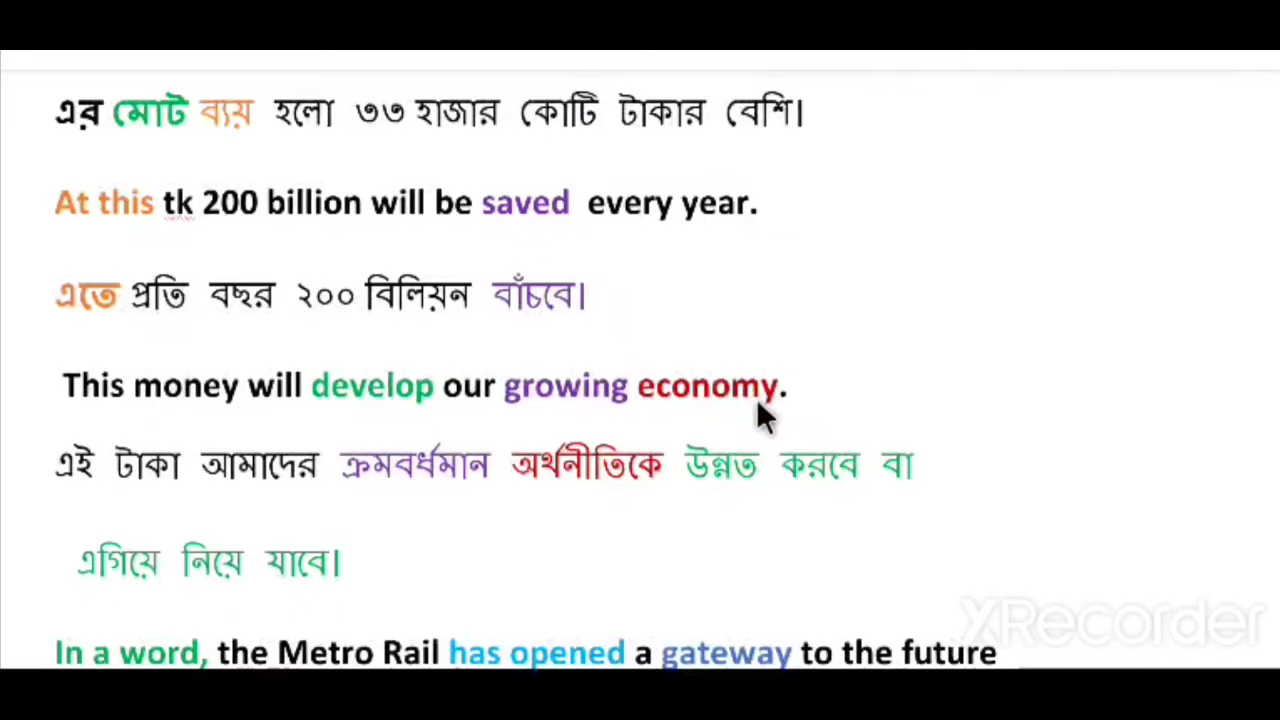 এর মোট ব্যয় হলো ৩৩ হাজার কোটি টাকার বেশি।
At this tk 200 billion will be saved every year.
এতে প্রতি বছর ২০০ বিলিয়ন বাঁচবে।
This money will develop our growing economy.
এই টাকা আমাদের ক্রমবর্ধমান অর্থনীতিকে উন্নত করবে বা
এগিয়ে নিয়ে যাবে।
XRecorder
In a word, the Metro Rail has opened a gateway to the future